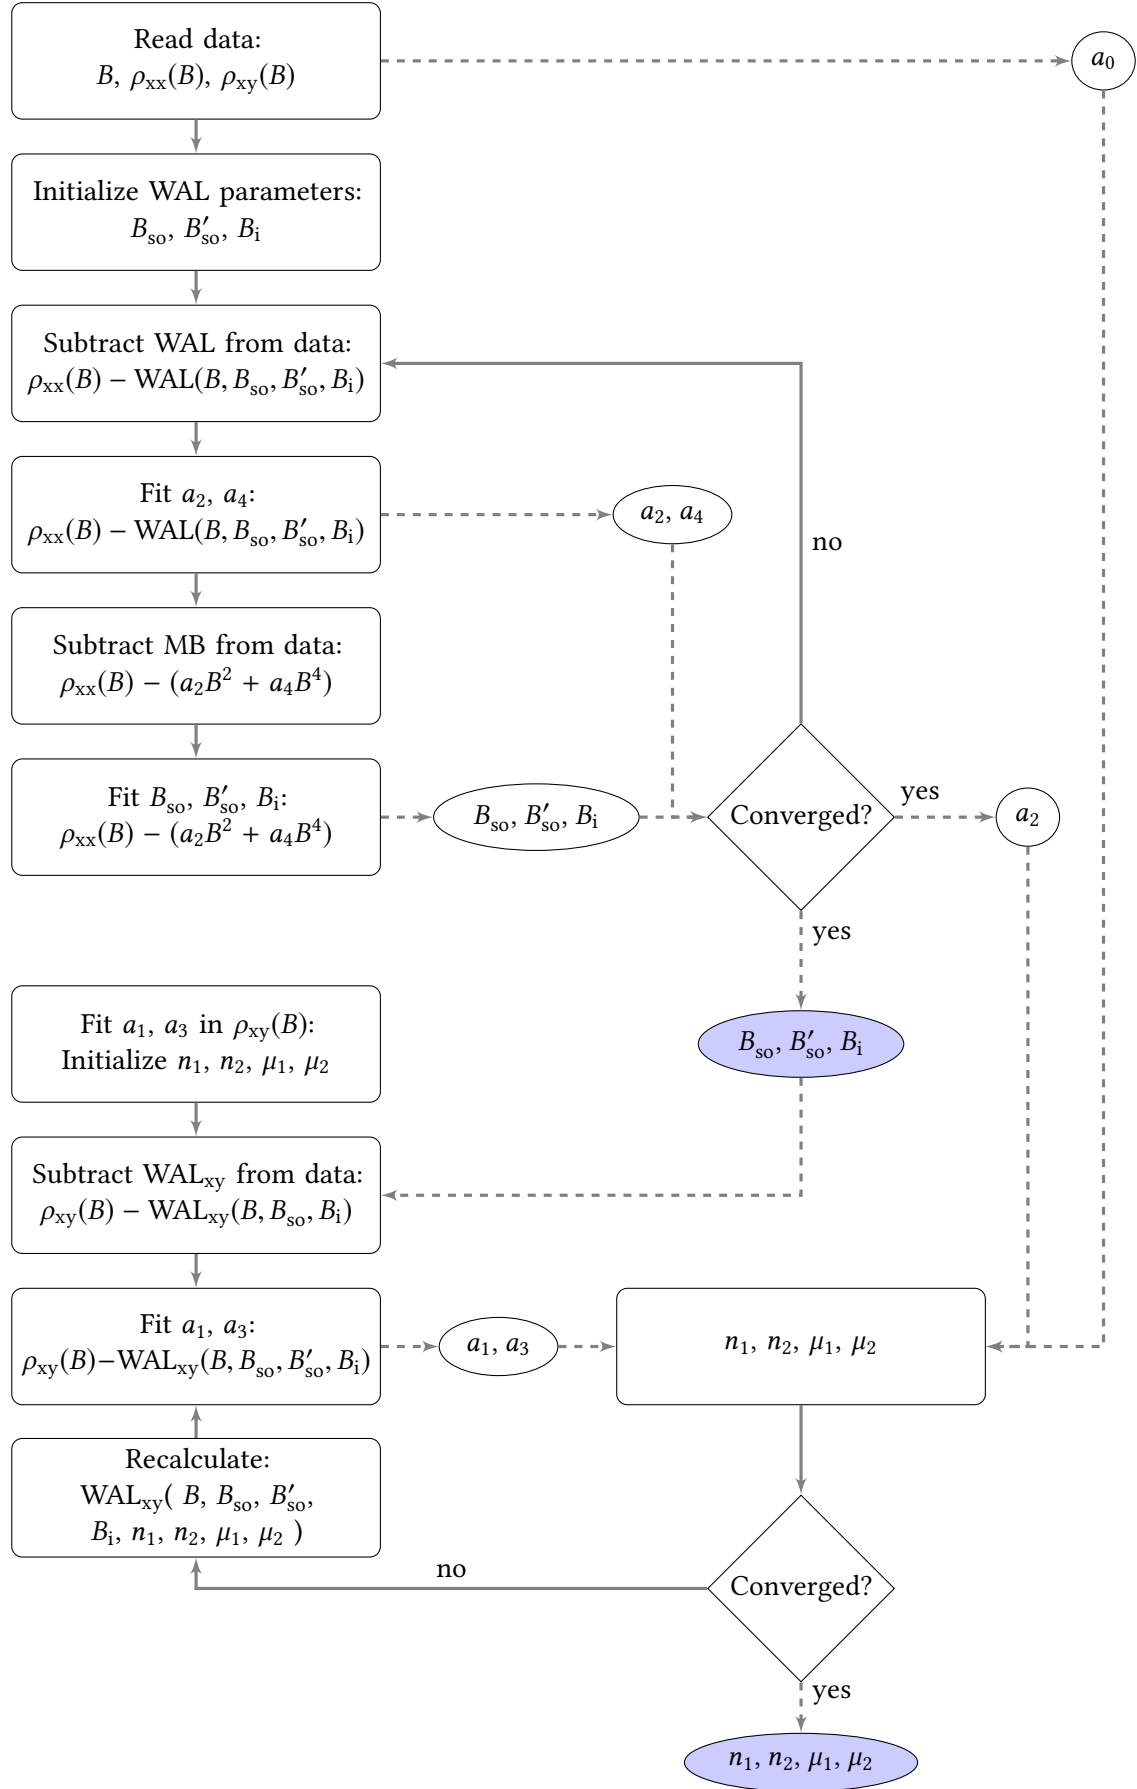 Read data:
B, ρxx(B), ρxy(B)
a0
Initialize WAL parameters:
Bso, B′so, Bi
Subtract WAL from data:
ρxx(B) − WAL(B, Bso, B′so, Bi)
Fit a2, a4:
ρxx(B) − WAL(B, Bso, B′so, Bi)
a2, a4
no
Subtract MB from data:
ρxx(B) − (a2B² + a4B⁴)
Fit Bso, B′so, Bi:
ρxx(B) − (a2B² + a4B⁴)
Bso, B′so, Bi
Converged?
yes
a2
yes
Bso, B′so, Bi
Fit a1, a3 in ρxy(B):
Initialize n1, n2, μ1, μ2
Subtract WALxy from data:
ρxy(B) − WALxy(B, Bso, Bi)
Fit a1, a3:
ρxy(B)−WALxy(B, Bso, B′so, Bi)
a1, a3
n1, n2, μ1, μ2
Recalculate:
WALxy( B, Bso, B′so,
Bi, n1, n2, μ1, μ2 )
no
Converged?
yes
n1, n2, μ1, μ2